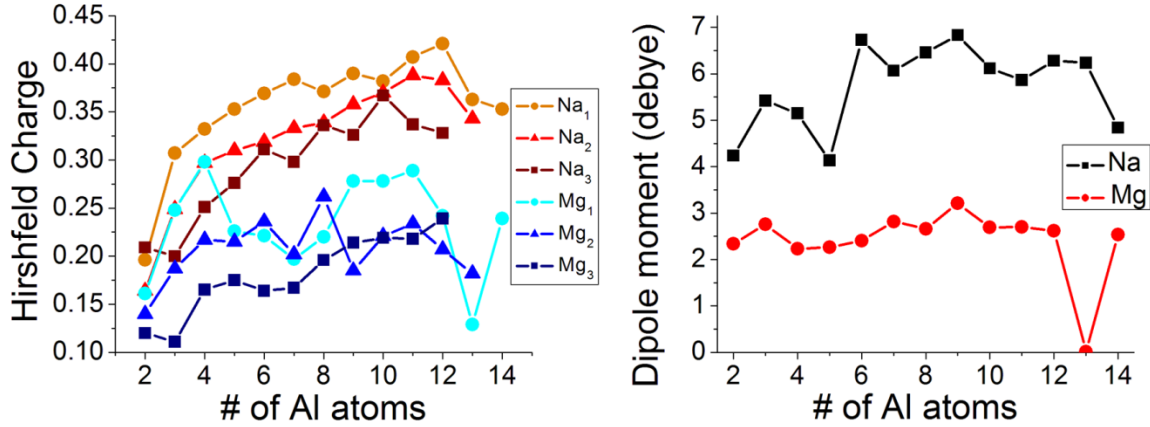 Hirshfeld Charge
0.45
0.40
0.35
0.30
0.25
0.20
0.15
0.10
2 4 6 8 10 12 14
# of Al atoms
Na1
Na2
Na3
Mg1
Mg2
Mg3
Dipole moment (debye)
7
6
5
4
3
2
1
0
2 4 6 8 10 12 14
# of Al atoms
Na
Mg